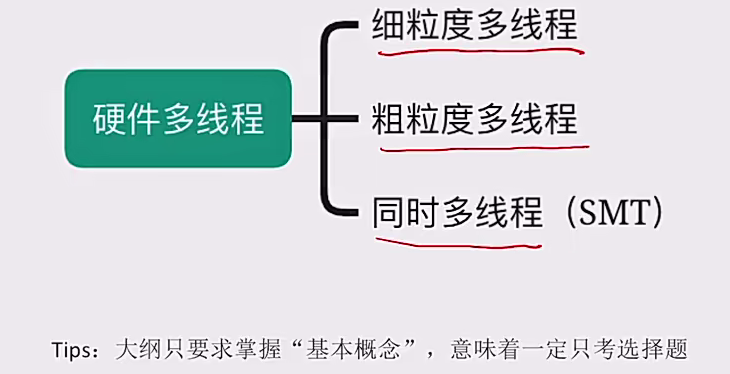 细粒度多线程
硬件多线程
粗粒度多线程
同时多线程（SMT）
Tips：大纲只要求掌握“基本概念”，意味着一定只考选择题